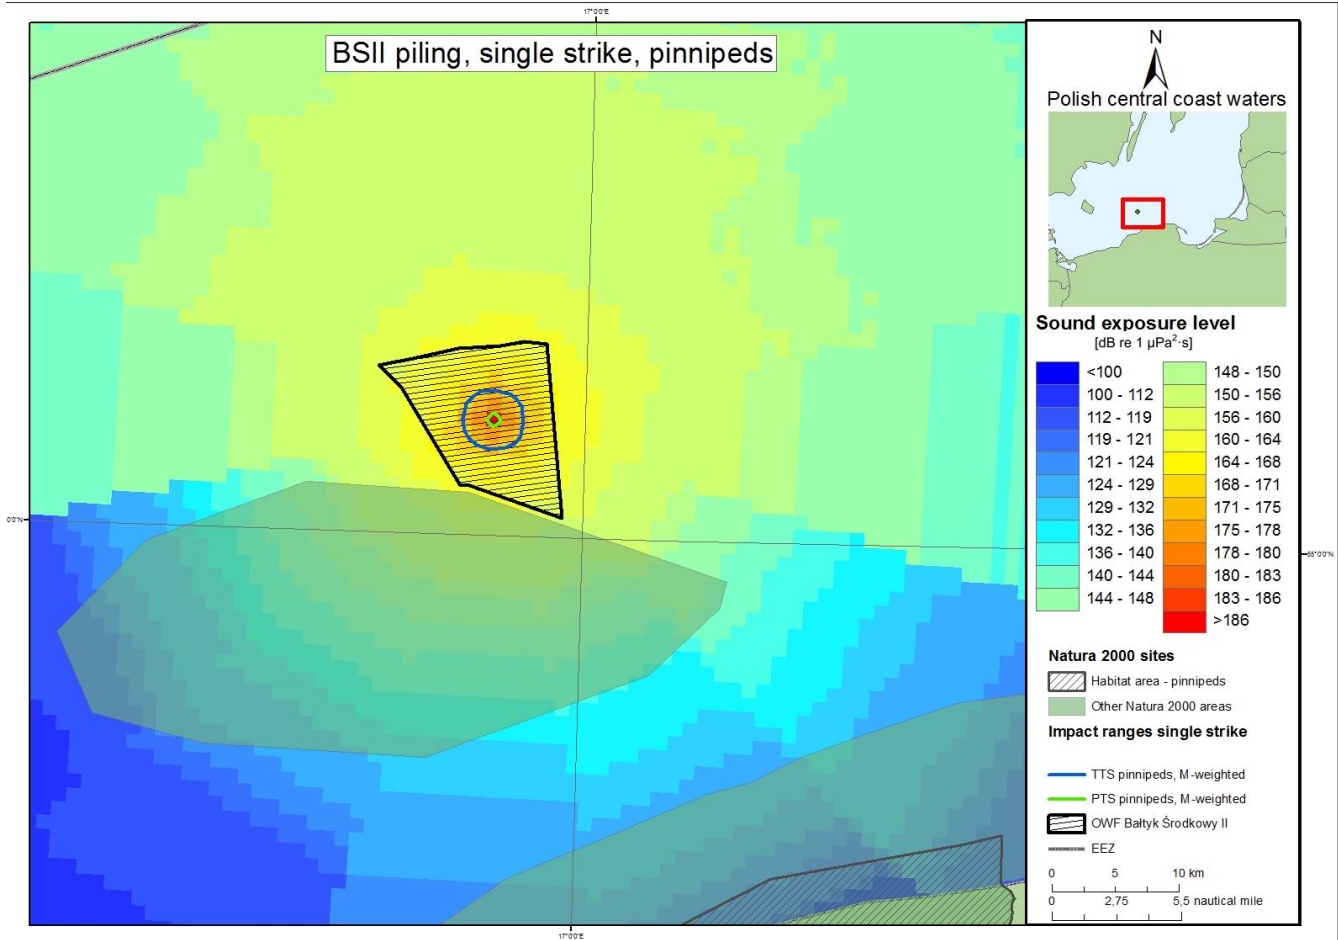 17°0'0"E
BSII piling, single strike, pinnipeds
N
Polish central coast waters
Sound exposure level
[dB re 1 µPa²·s]
<100
100 - 112
112 - 119
119 - 121
121 - 124
124 - 129
129 - 132
132 - 136
136 - 140
140 - 144
144 - 148
148 - 150
150 - 156
156 - 160
160 - 164
164 - 168
168 - 171
171 - 175
175 - 178
178 - 180
180 - 183
183 - 186
>186
0'0"N
55°0'0"N
Natura 2000 sites
Habitat area - pinnipeds
Other Natura 2000 areas
Impact ranges single strike
TTS pinnipeds, M-weighted
PTS pinnipeds, M-weighted
OWF Bałtyk Środkowy II
EEZ
0 5 10 km
0 2,75 5,5 nautical mile
17°0'0"E